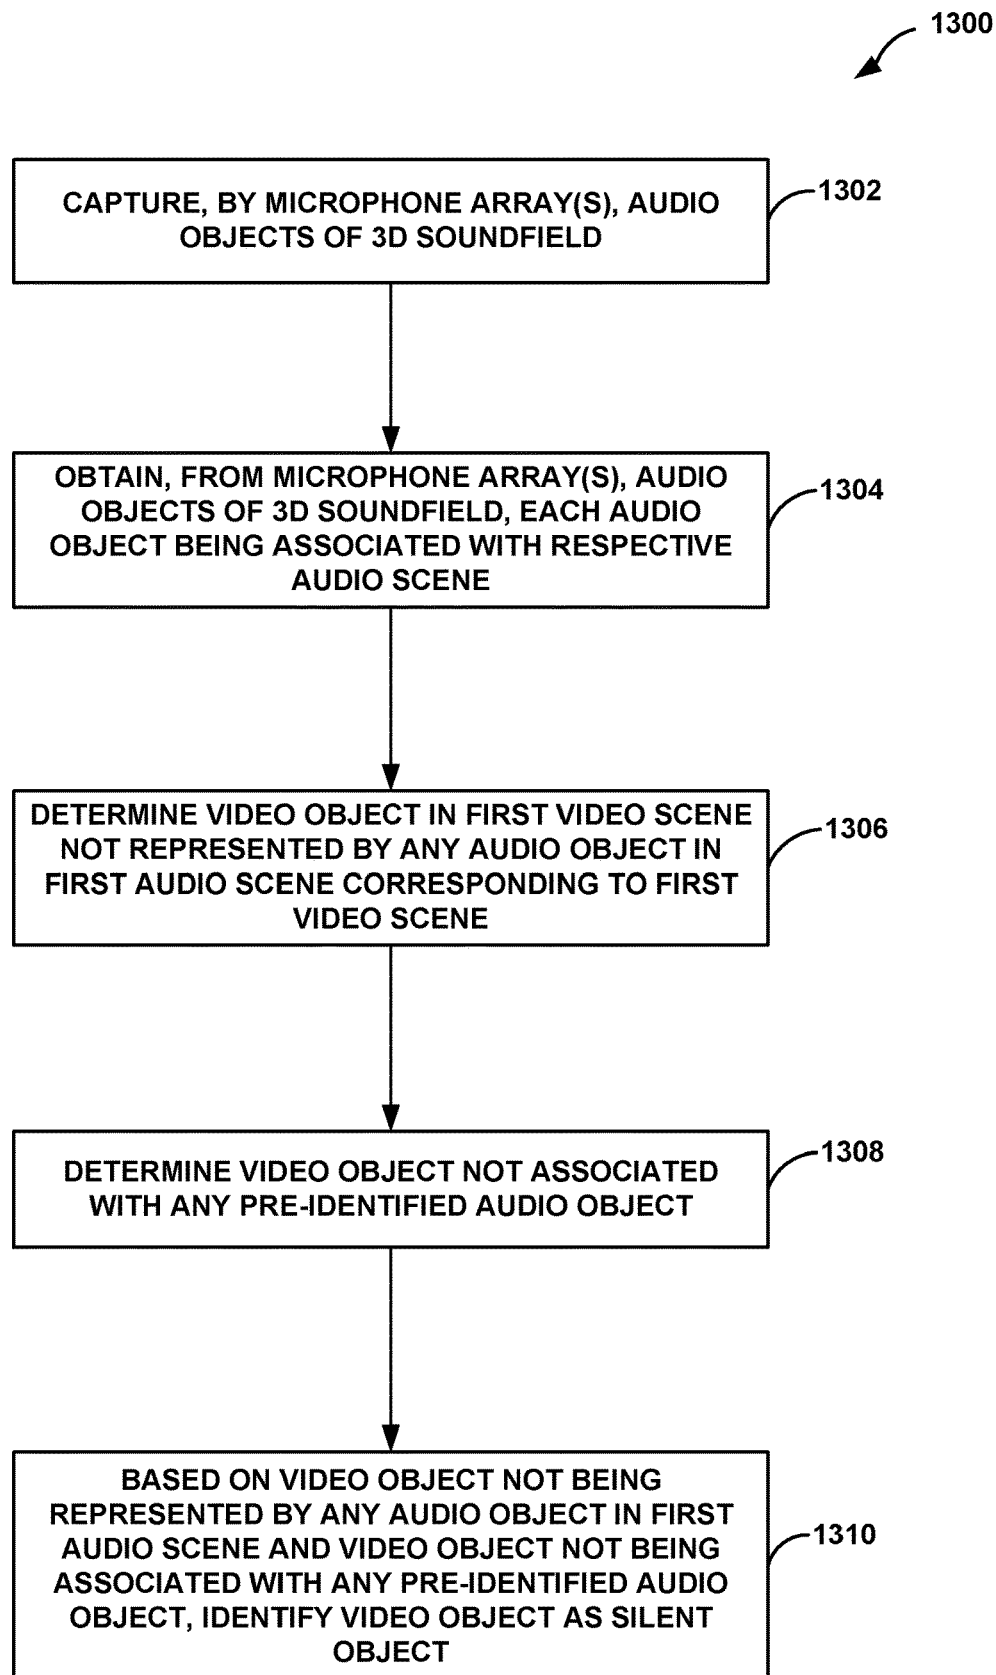 1300
CAPTURE, BY MICROPHONE ARRAY(S), AUDIO
OBJECTS OF 3D SOUNDFIELD
1302
OBTAIN, FROM MICROPHONE ARRAY(S), AUDIO
OBJECTS OF 3D SOUNDFIELD, EACH AUDIO
OBJECT BEING ASSOCIATED WITH RESPECTIVE
AUDIO SCENE
1304
DETERMINE VIDEO OBJECT IN FIRST VIDEO SCENE
NOT REPRESENTED BY ANY AUDIO OBJECT IN
FIRST AUDIO SCENE CORRESPONDING TO FIRST
VIDEO SCENE
1306
DETERMINE VIDEO OBJECT NOT ASSOCIATED
WITH ANY PRE-IDENTIFIED AUDIO OBJECT
1308
BASED ON VIDEO OBJECT NOT BEING
REPRESENTED BY ANY AUDIO OBJECT IN FIRST
AUDIO SCENE AND VIDEO OBJECT NOT BEING
ASSOCIATED WITH ANY PRE-IDENTIFIED AUDIO
OBJECT, IDENTIFY VIDEO OBJECT AS SILENT
OBJECT
1310